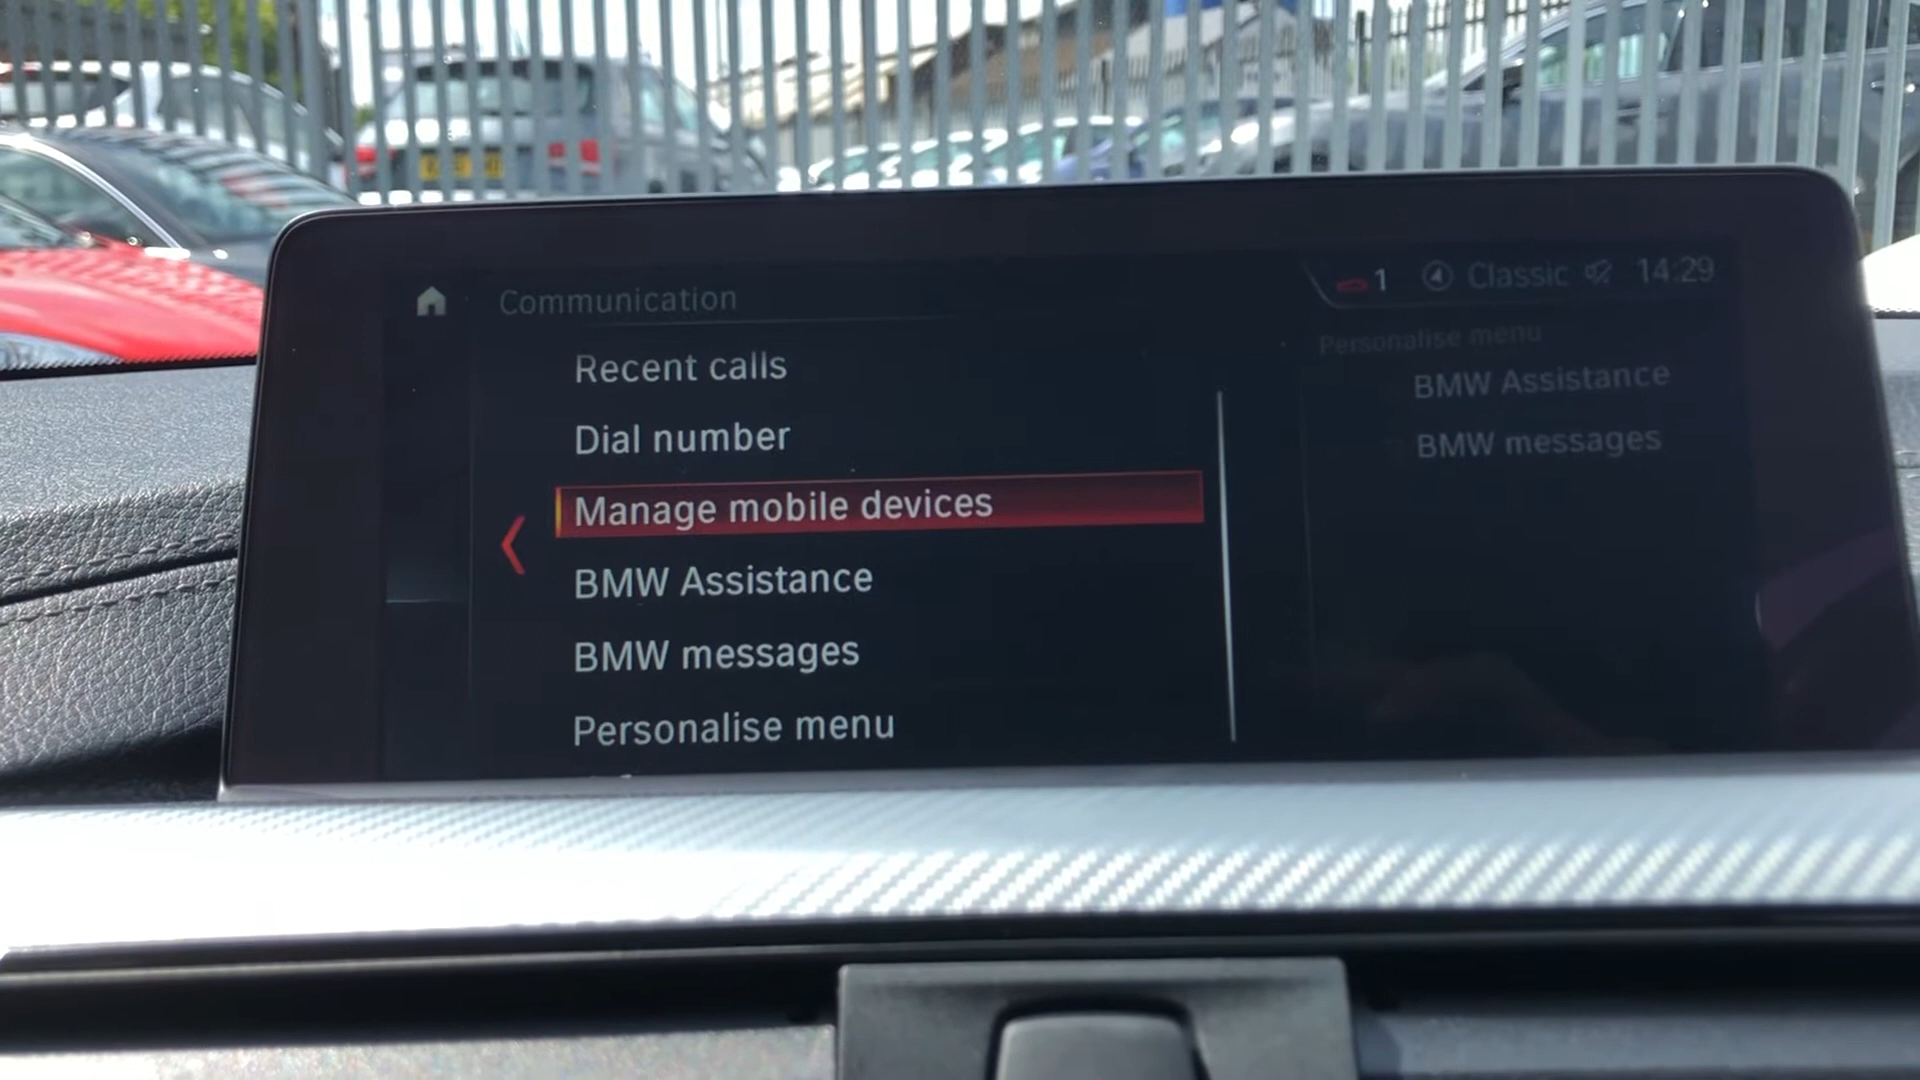 Communication
1 Classic 14:29
Recent calls
Dial number
Manage mobile devices
BMW Assistance
BMW messages
Personalise menu
Personalise menu
BMW Assistance
BMW messages